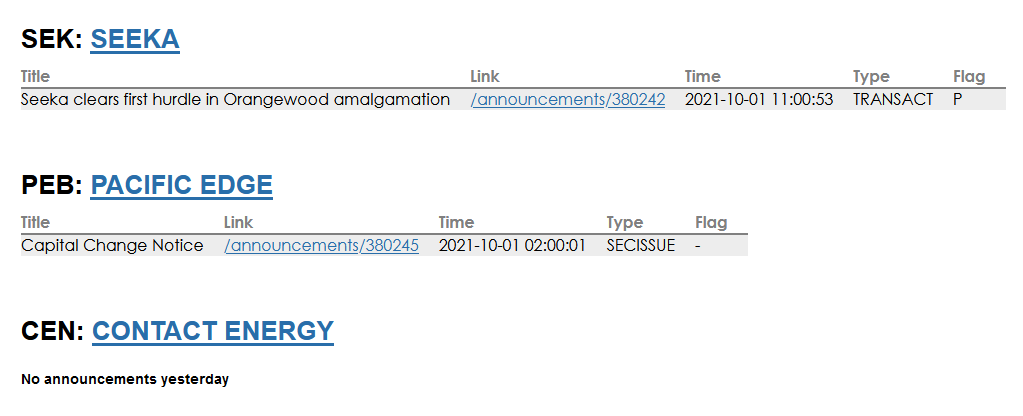 SEK: SEEKA
Title Link Time Type Flag
Seeka clears first hurdle in Orangewood amalgamation /announcements/380242 2021-10-01 11:00:53 TRANSACT P
PEB: PACIFIC EDGE
Title Link Time Type Flag
Capital Change Notice /announcements/380245 2021-10-01 02:00:01 SECISSUE -
CEN: CONTACT ENERGY
No announcements yesterday